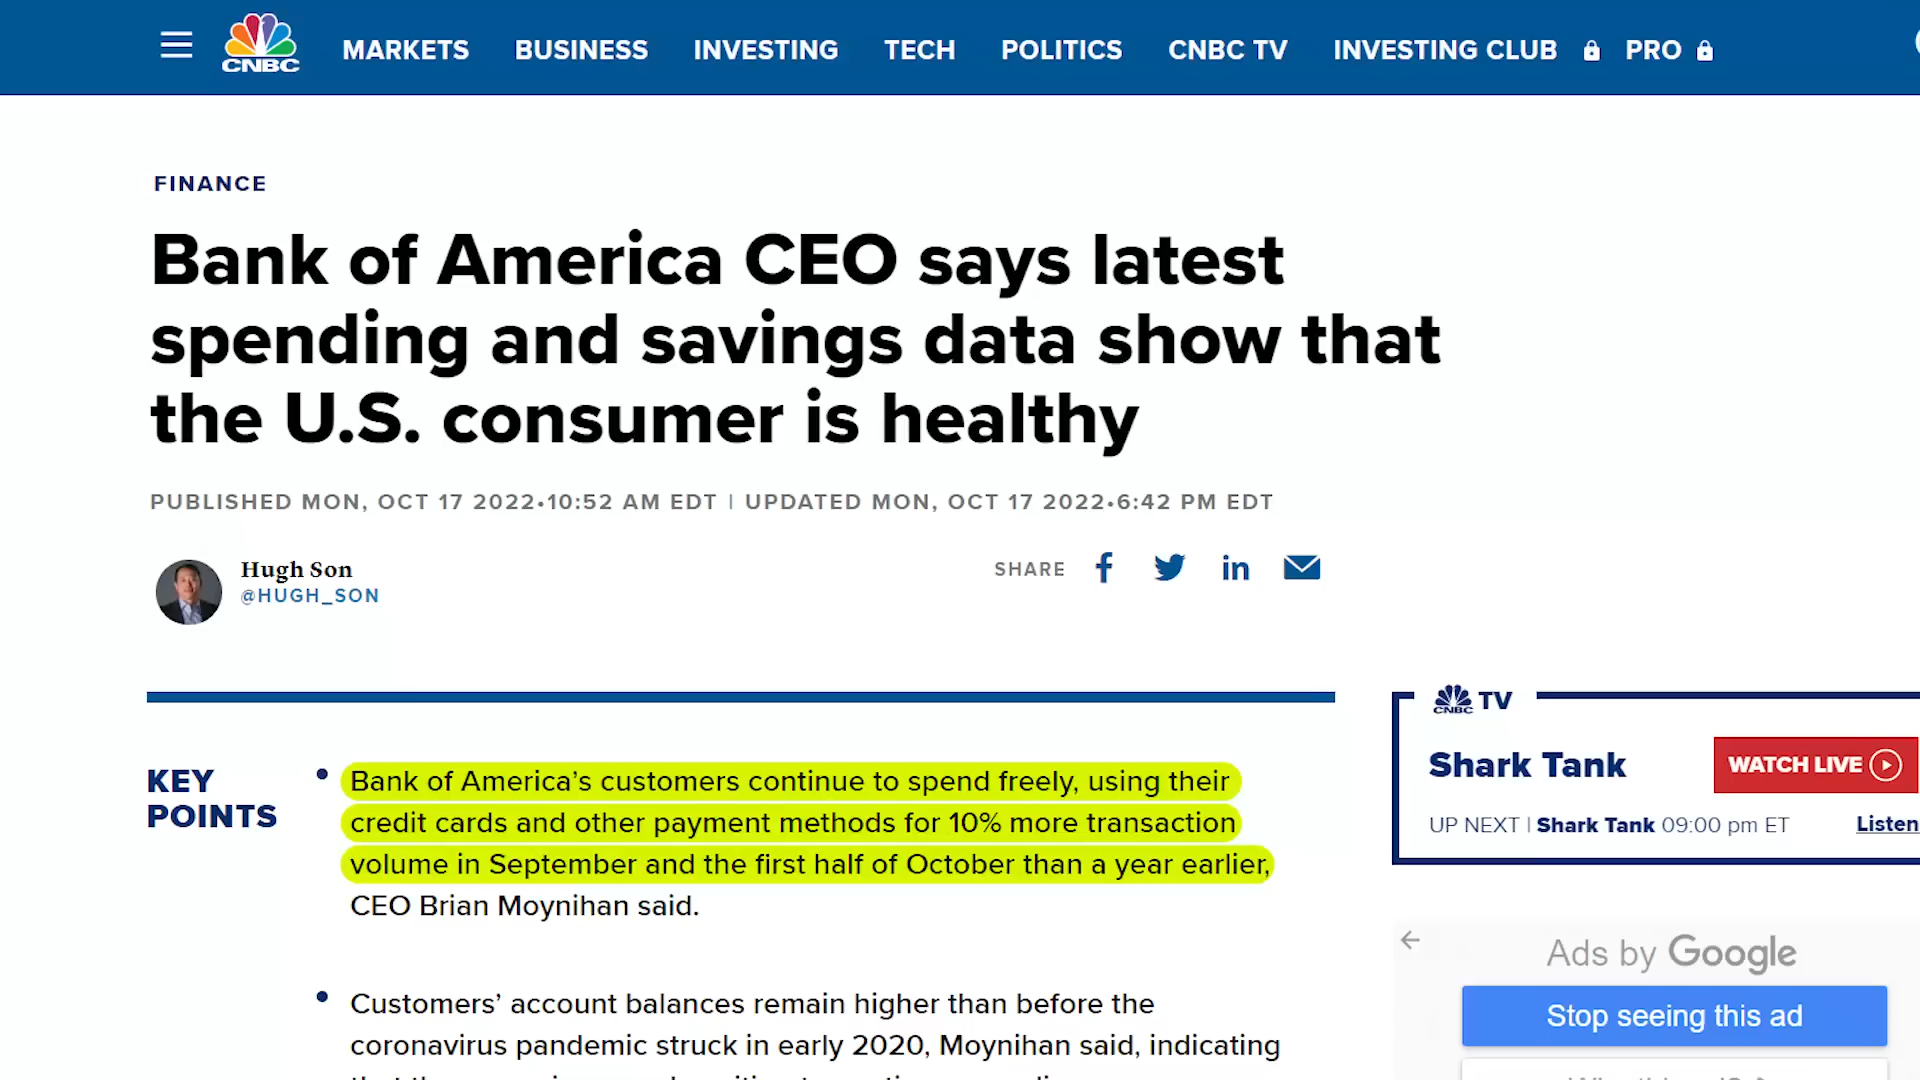 CNBC
MARKETS BUSINESS INVESTING TECH POLITICS CNBC TV INVESTING CLUB PRO
FINANCE
Bank of America CEO says latest
spending and savings data show that
the U.S. consumer is healthy
PUBLISHED MON, OCT 17 2022•10:52 AM EDT | UPDATED MON, OCT 17 2022•6:42 PM EDT
Hugh Son
@HUGH_SON
SHARE
KEY
POINTS
• Bank of America’s customers continue to spend freely, using their
credit cards and other payment methods for 10% more transaction
volume in September and the first half of October than a year earlier,
CEO Brian Moynihan said.
• Customers’ account balances remain higher than before the
coronavirus pandemic struck in early 2020, Moynihan said, indicating
CNBC TV
Shark Tank
WATCH LIVE
UP NEXT | Shark Tank 09:00 pm ET
Listen
Ads by Google
Stop seeing this ad